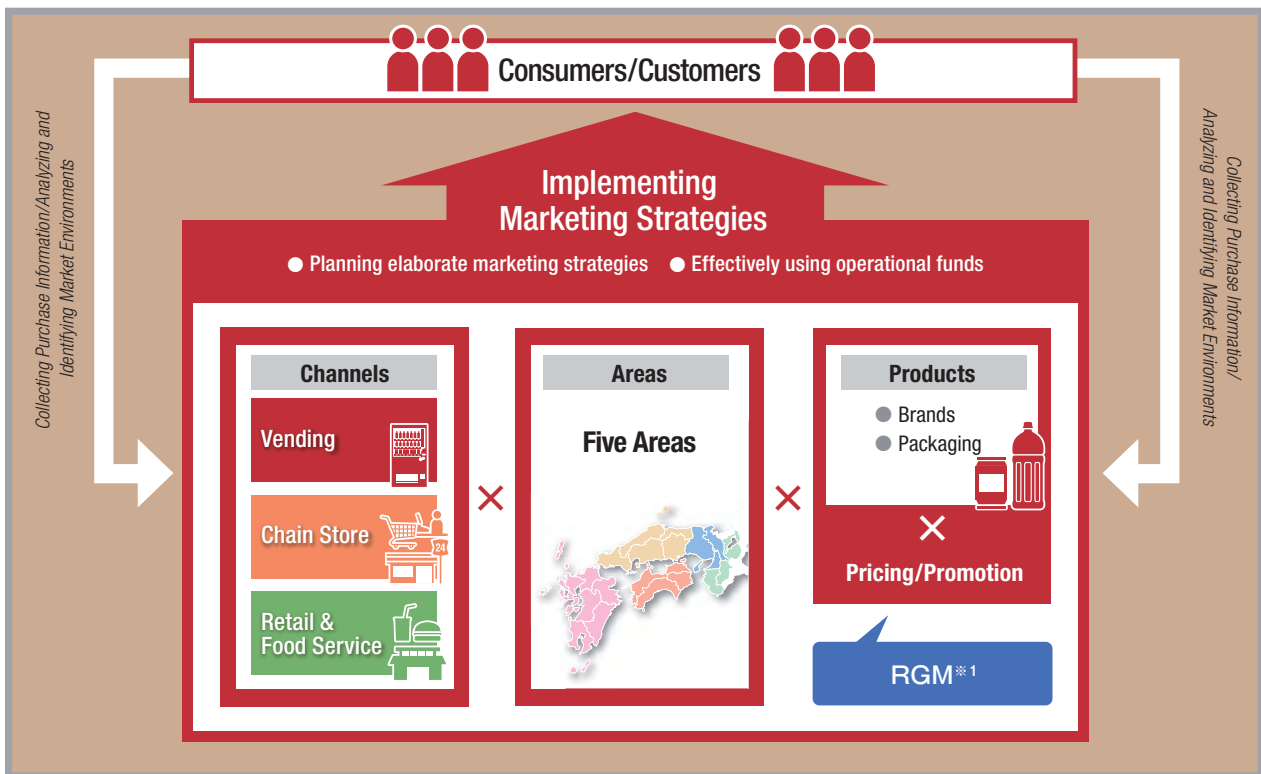 Consumers/Customers
Collecting Purchase Information/Analyzing and
Identifying Market Environments
Collecting Purchase Information/
Analyzing and Identifying Market Environments
Implementing
Marketing Strategies
● Planning elaborate marketing strategies ● Effectively using operational funds
Channels
Vending
Chain Store
24
Retail &
Food Service
×
Areas
Five Areas
×
Products
● Brands
● Packaging
×
Pricing/Promotion
RGM※1